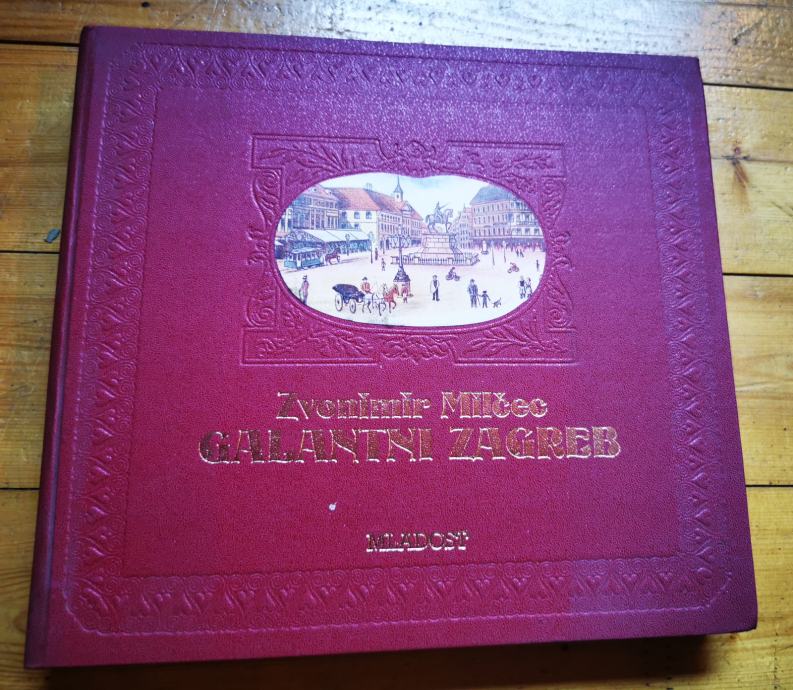 Zvonimir Milčec
GALANTNI ZAGREB
MLADOST